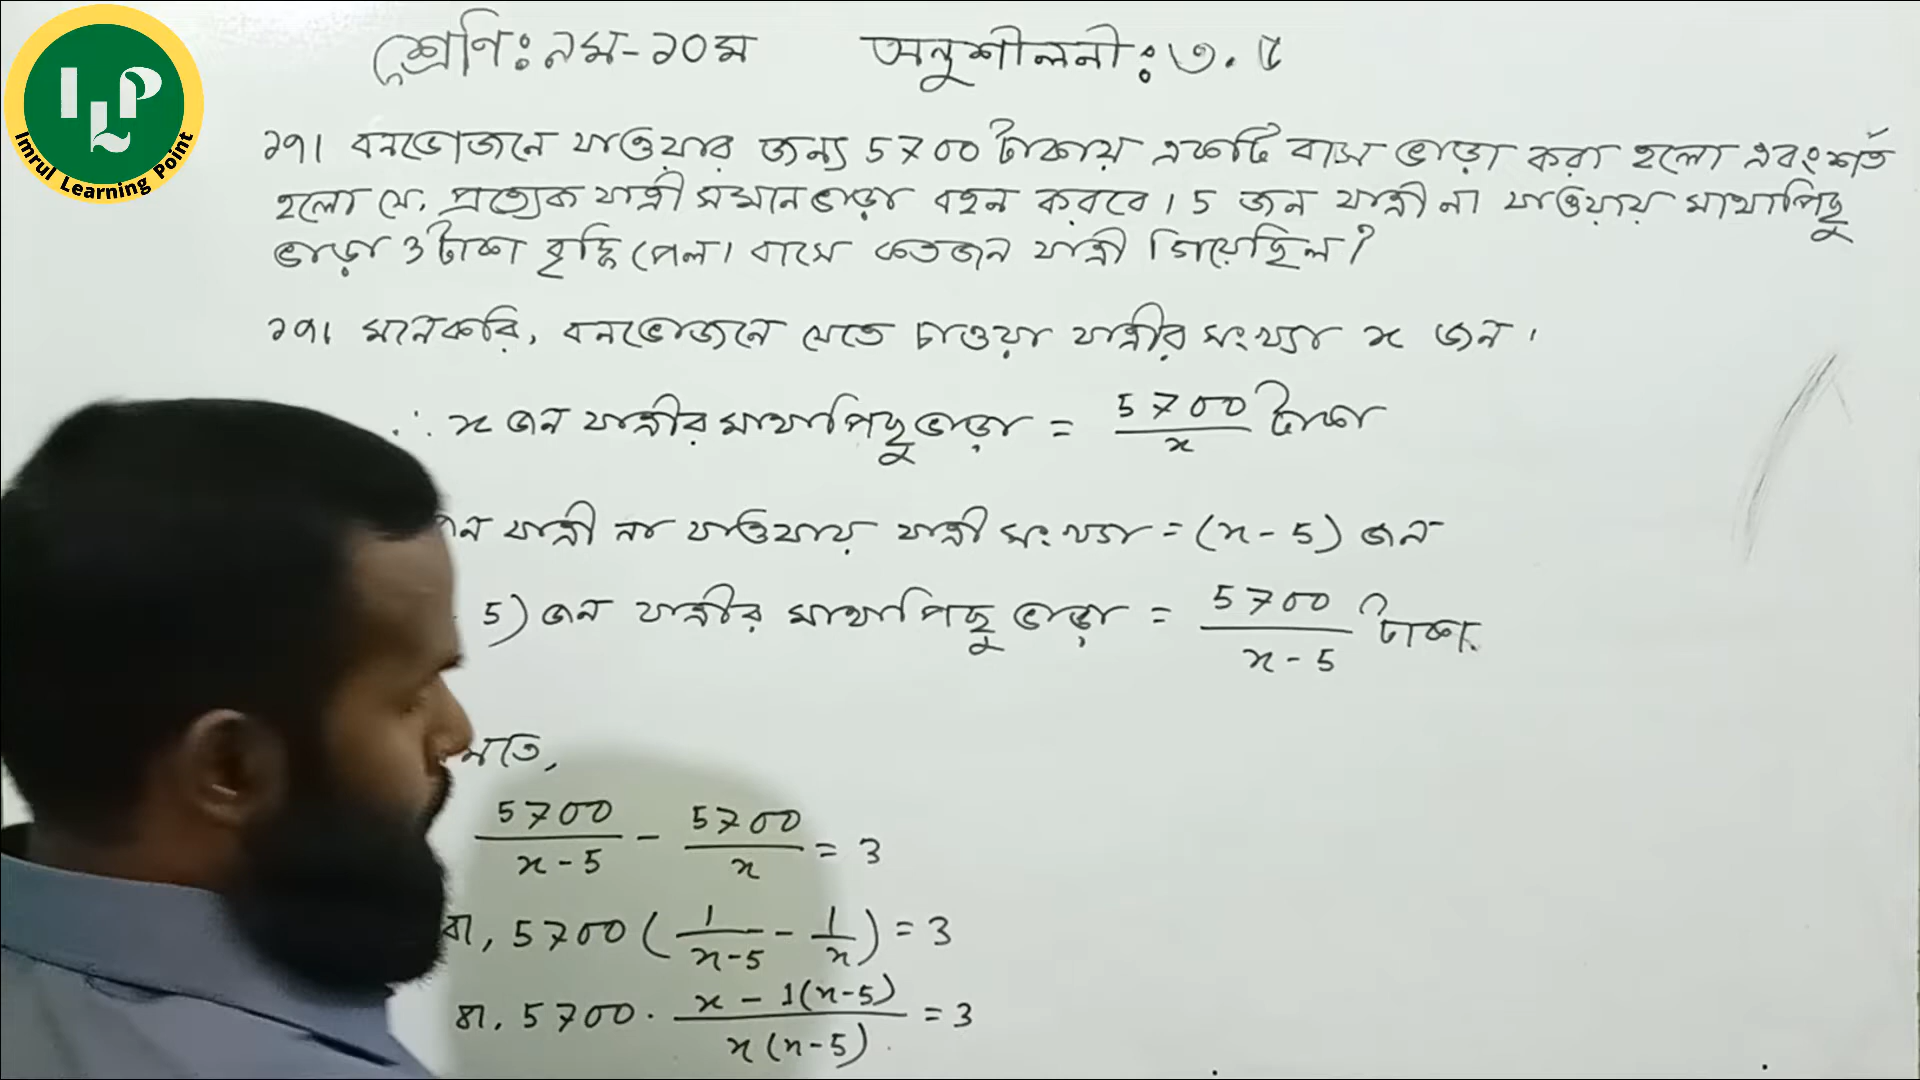 ILP
Imrul Learning Point
শ্রেণি: ৯ম-১০ম অনুশীলনী: ৩.৫
১৭। বনভোজনে যাওয়ার জন্য 5700 টাকায় একটি বাস ভাড়া করা হলো এবং শর্ত
হলো যে, প্রত্যেক যাত্রী সমান ভাড়া বহন করবে। 5 জন যাত্রী না যাওয়ায় মাথাপিছু
ভাড়া 3 টাকা বৃদ্ধি পেল। বাসে কতজন যাত্রী গিয়েছিল?
১৭। মনেকরি, বনভোজনে যেতে চাওয়া যাত্রীর সংখ্যা x জন।
∴ x জন যাত্রীর মাথাপিছু ভাড়া = 5700/x টাকা
যাত্রী না যাওয়ায় যাত্রী সংখ্যা = (x-5) জন
5) জন যাত্রীর মাথাপিছু ভাড়া = 5700/(x-5) টাকা
মতে,
5700/(x-5) - 5700/x = 3
বা, 5700 (1/(x-5) - 1/x) = 3
বা, 5700 . (x - 1(x-5))/(x(x-5)) = 3